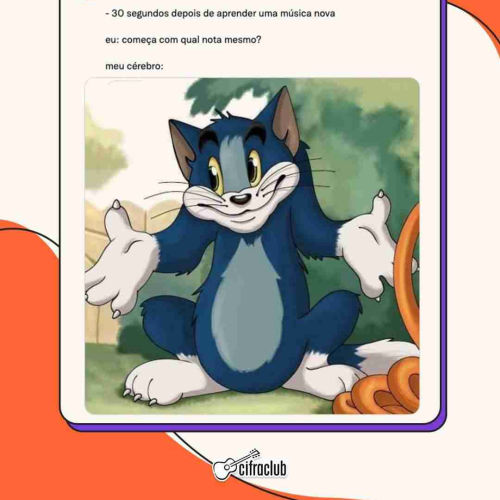 - 30 segundos depois de aprender uma música nova
eu: começa com qual nota mesmo?
meu cérebro:
cifraclub